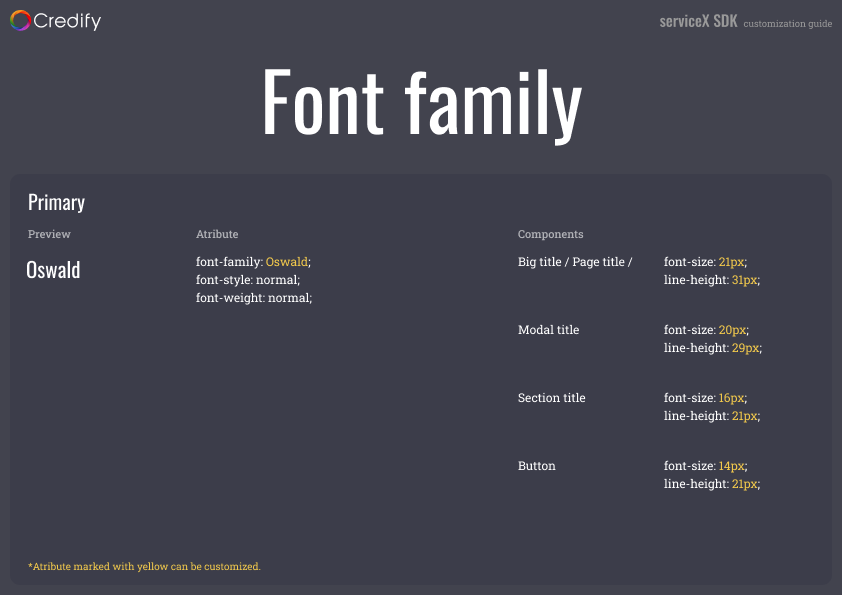 Credify
serviceX SDK customization guide
Font family
Primary
Preview
Atribute
Components
Oswald
font-family: Oswald;
font-style: normal;
font-weight: normal;
Big title / Page title /
font-size: 21px;
line-height: 31px;
Modal title
font-size: 20px;
line-height: 29px;
Section title
font-size: 16px;
line-height: 21px;
Button
font-size: 14px;
line-height: 21px;
*Atribute marked with yellow can be customized.